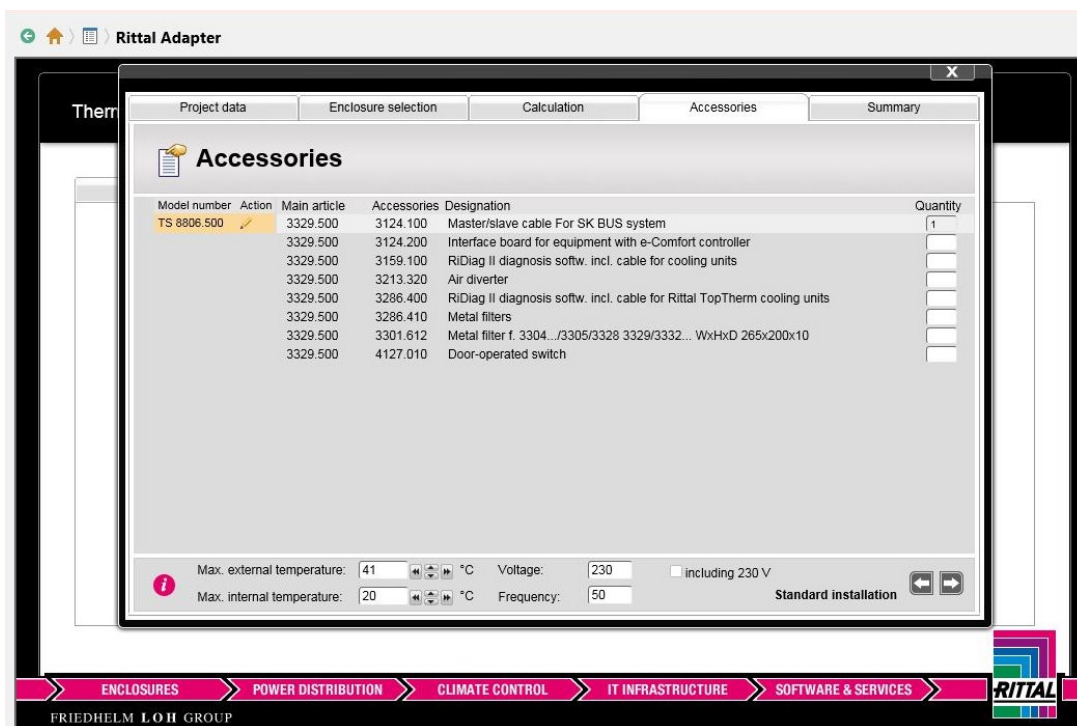 Rittal Adapter
X
Therm
Project data Enclosure selection Calculation Accessories Summary
Accessories
Model number Action Main article Accessories Designation Quantity
TS 8806.500 3329.500 3124.100 Master/slave cable For SK BUS system 1
3329.500 3124.200 Interface board for equipment with e-Comfort controller
3329.500 3159.100 RiDiag II diagnosis softw. incl. cable for cooling units
3329.500 3213.320 Air diverter
3329.500 3286.400 RiDiag II diagnosis softw. incl. cable for Rittal TopTherm cooling units
3329.500 3286.410 Metal filters
3329.500 3301.612 Metal filter f. 3304.../3305/3328 3329/3332... WxHxD 265x200x10
3329.500 4127.010 Door-operated switch
Max. external temperature: 41 °C Voltage: 230 including 230 V
Max. internal temperature: 20 °C Frequency: 50 Standard installation
ENCLOSURES POWER DISTRIBUTION CLIMATE CONTROL IT INFRASTRUCTURE SOFTWARE & SERVICES RITTAL
FRIEDHELM LOH GROUP